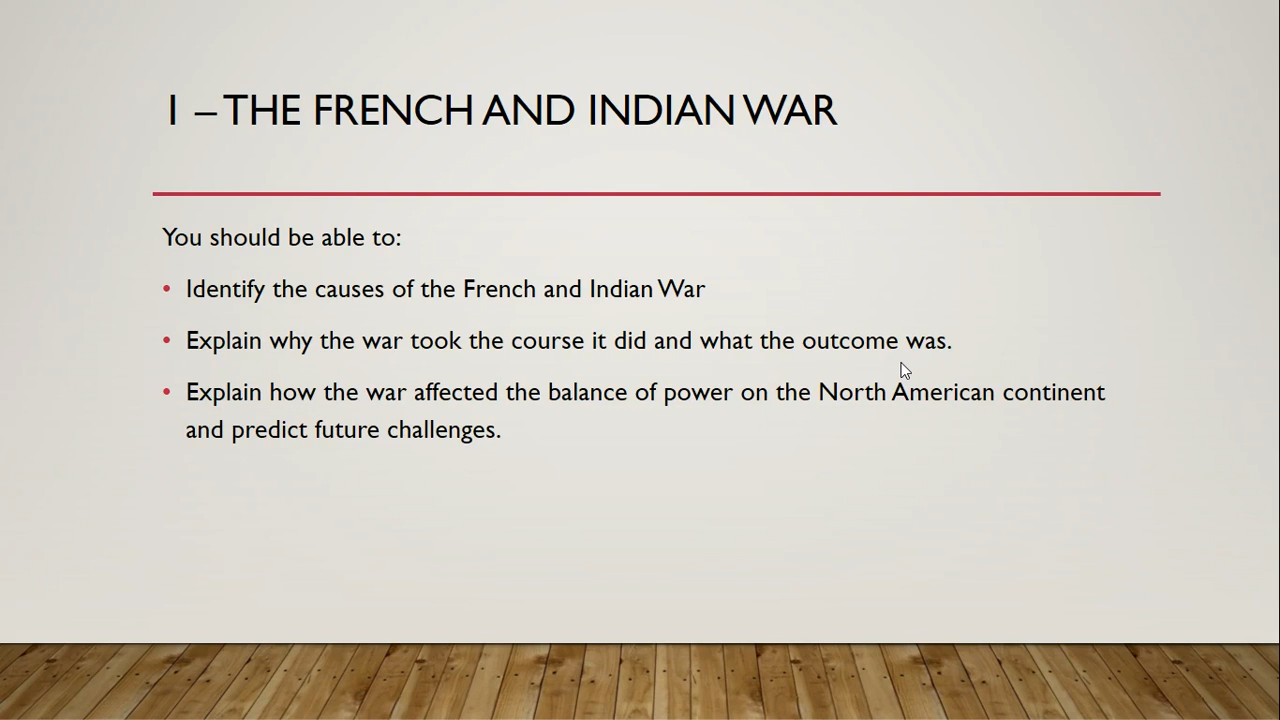 1 – THE FRENCH AND INDIAN WAR
You should be able to:
• Identify the causes of the French and Indian War
• Explain why the war took the course it did and what the outcome was.
• Explain how the war affected the balance of power on the North American continent
and predict future challenges.